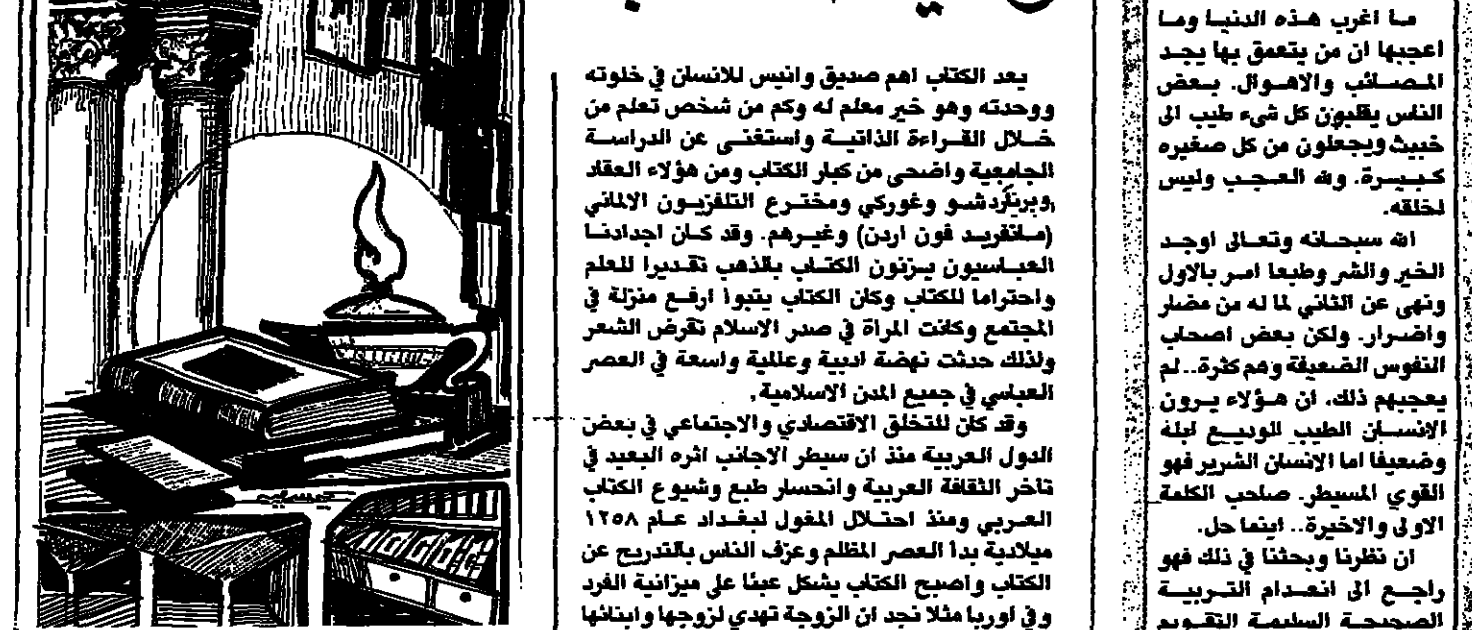 ما اغرب هذه الدنيا وما
اعجبها ان من يتعمق بها يجد
المصائب والاهوال. بعض
الناس يقلبون كل شيء طيب الى
خبيث ويجعلون من كل صغيره
كبيرة. ولله العجب وليس
لخلقه.
الله سبحانه وتعالى اوجد
الخير والشر وطبعا امر بالاول
ونهى عن الثاني لما له من مضار
واضرار. ولكن بعض اصحاب
النفوس الضعيفة وهم كثرة.. لم
يعجبهم ذلك، ان هؤلاء يرون
الانسان الطيب الوديع ابله
وضعيفا اما الانسان الشرير فهو
القوي المسيطر. صاحب الكلمة
الاولى والاخيرة.. اينما حل.
ان نظرنا وبحثنا في ذلك فهو
راجع الى انعدام التربية
الصحيحة السليمة التقويم
يعد الكتاب اهم صديق وانيس للانسان في خلوته
ووحدته وهو خير معلم له وكم من شخص تعلم من
خلال القراءة الذاتية واستغنى عن الدراسة
الجامعية واضحى من كبار الكتاب ومن هؤلاء العقاد
وبرناردشو وغوركي ومخترع التلفزيون الالماني
(مانفريد فون اردن) وغيرهم. وقد كان اجدادنا
العباسيون يزنون الكتاب بالذهب تقديرا للعلم
واحتراما للكتاب وكان الكتاب يتبوا ارفع منزلة في
المجتمع وكانت المراة في صدر الاسلام تقرض الشعر
ولذلك حدثت نهضة ادبية وعللية واسعة في العصر
العباسي في جميع المدن الاسلامية.
وقد كان للتخلق الاقتصادي والاجتماعي في بعض
الدول العربية منذ ان سيطر الاجانب اثره البعيد في
تاخر الثقافة العربية وانحسار طبع وشيوع الكتاب
العربي ومنذ احتلال المغول لبغداد عام ١٢٥٨
ميلادية بدا العصر المظلم وعزف الناس بالتدريج عن
الكتاب واصبح الكتاب يشكل عبئا على ميزانية الفرد
وفي اوربا مثلا نجد ان الزوجة تهدي لزوجها وابنائها